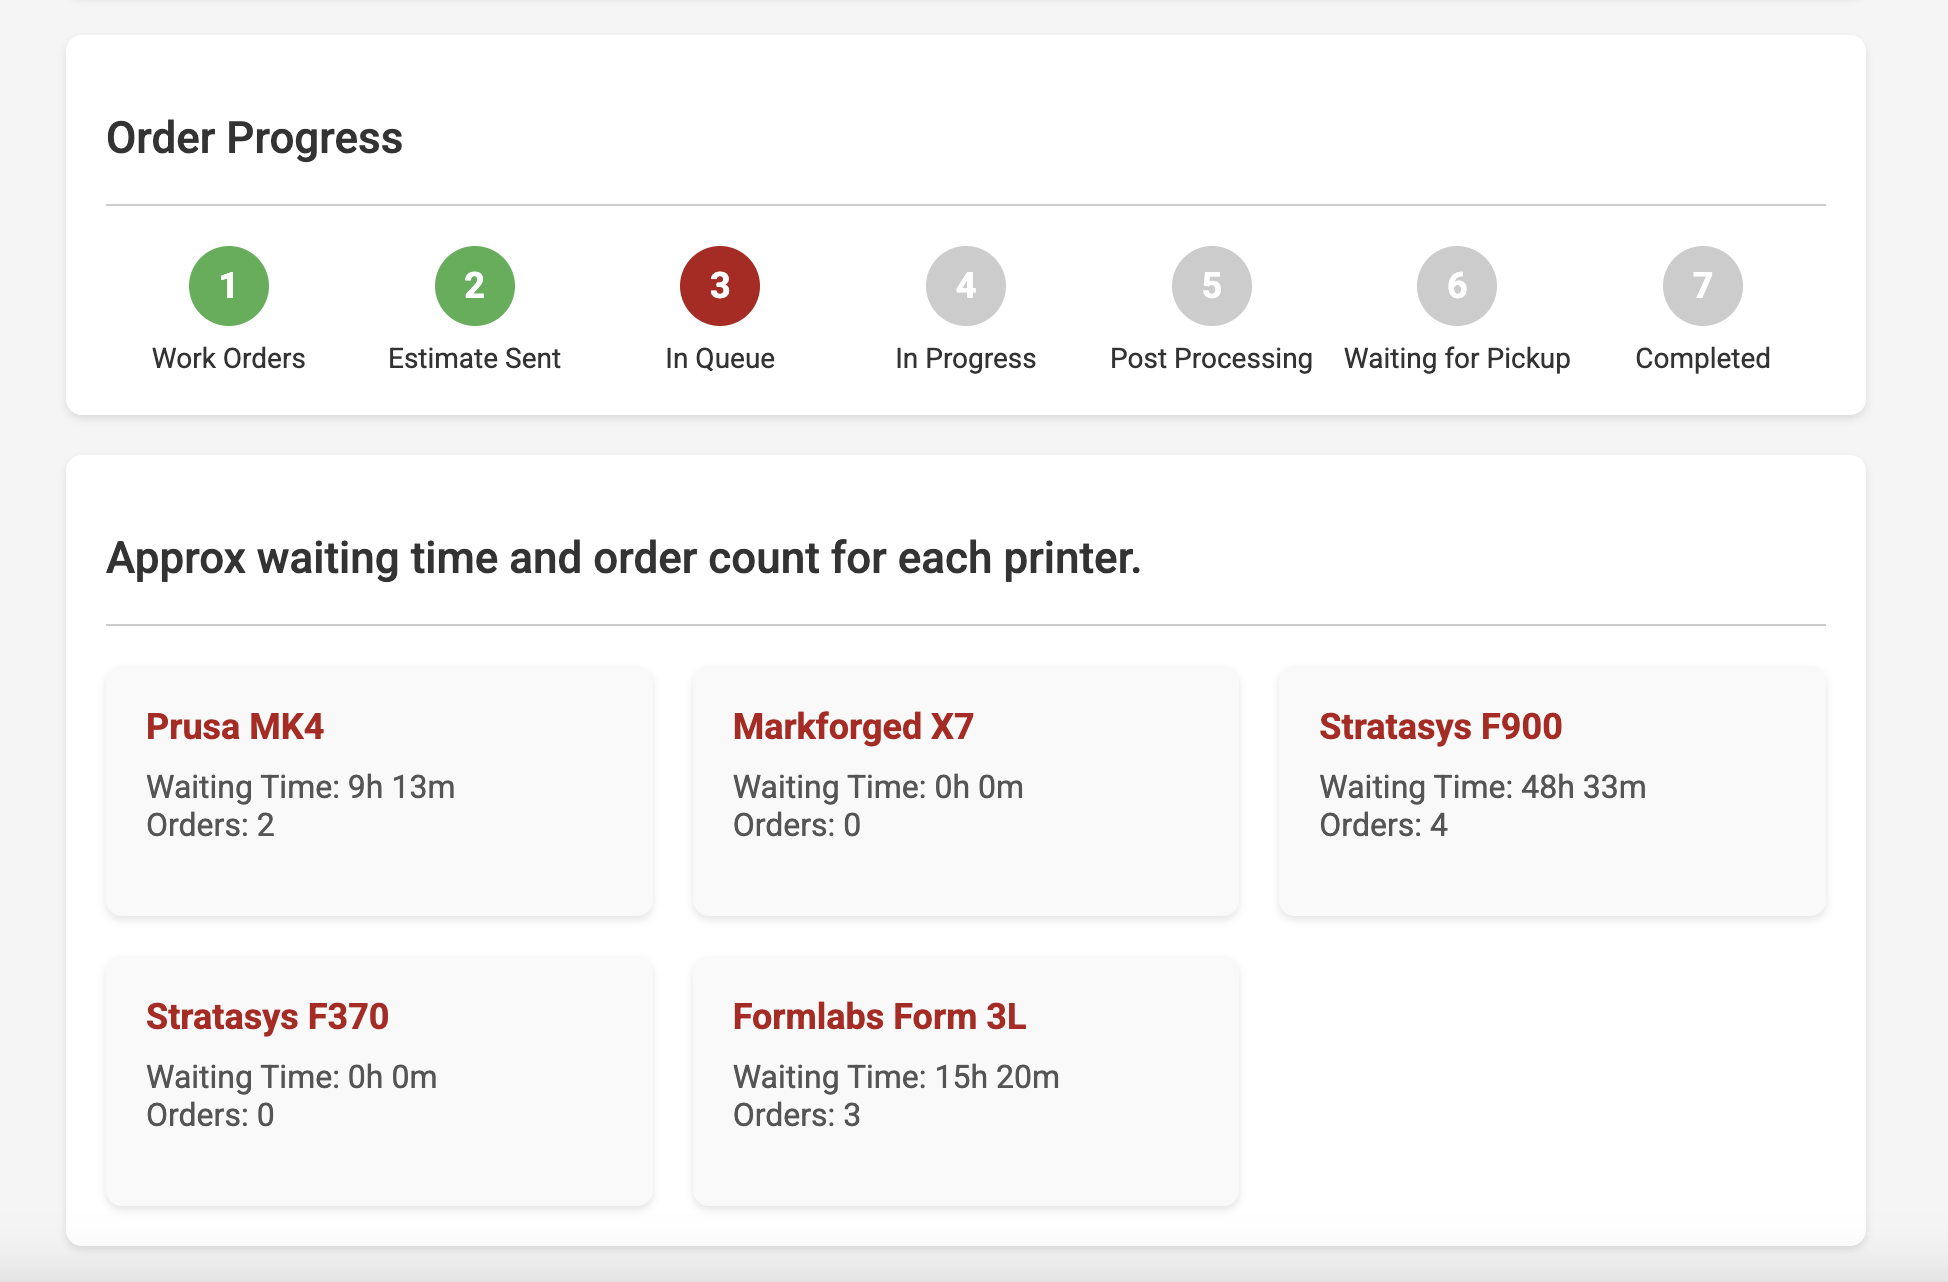 Order Progress
1 2 3 4 5 6 7
Work Orders Estimate Sent In Queue In Progress Post Processing Waiting for Pickup Completed
Approx waiting time and order count for each printer.
Prusa MK4
Waiting Time: 9h 13m
Orders: 2
Markforged X7
Waiting Time: 0h 0m
Orders: 0
Stratasys F900
Waiting Time: 48h 33m
Orders: 4
Stratasys F370
Waiting Time: 0h 0m
Orders: 0
Formlabs Form 3L
Waiting Time: 15h 20m
Orders: 3